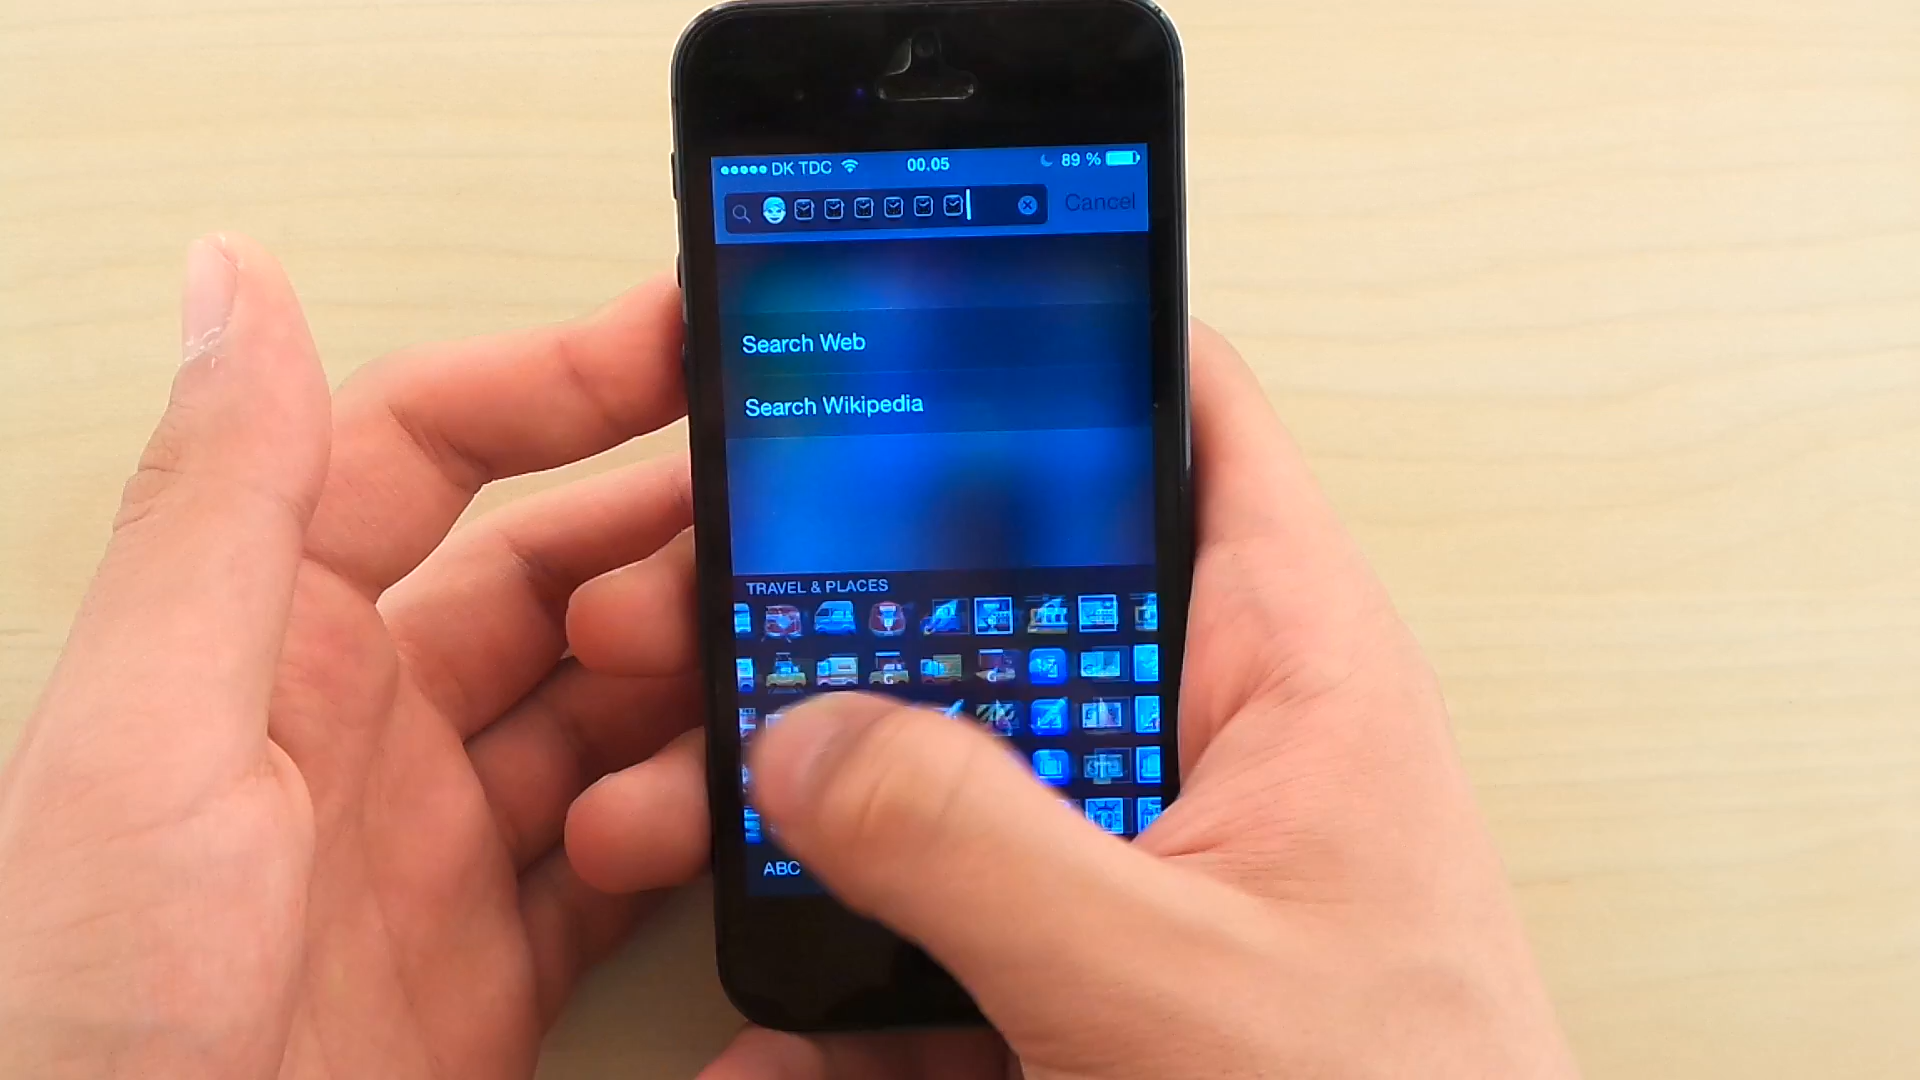 DK TDC 00.05 89 %
Cancel
Search Web
Search Wikipedia
TRAVEL & PLACES
ABC